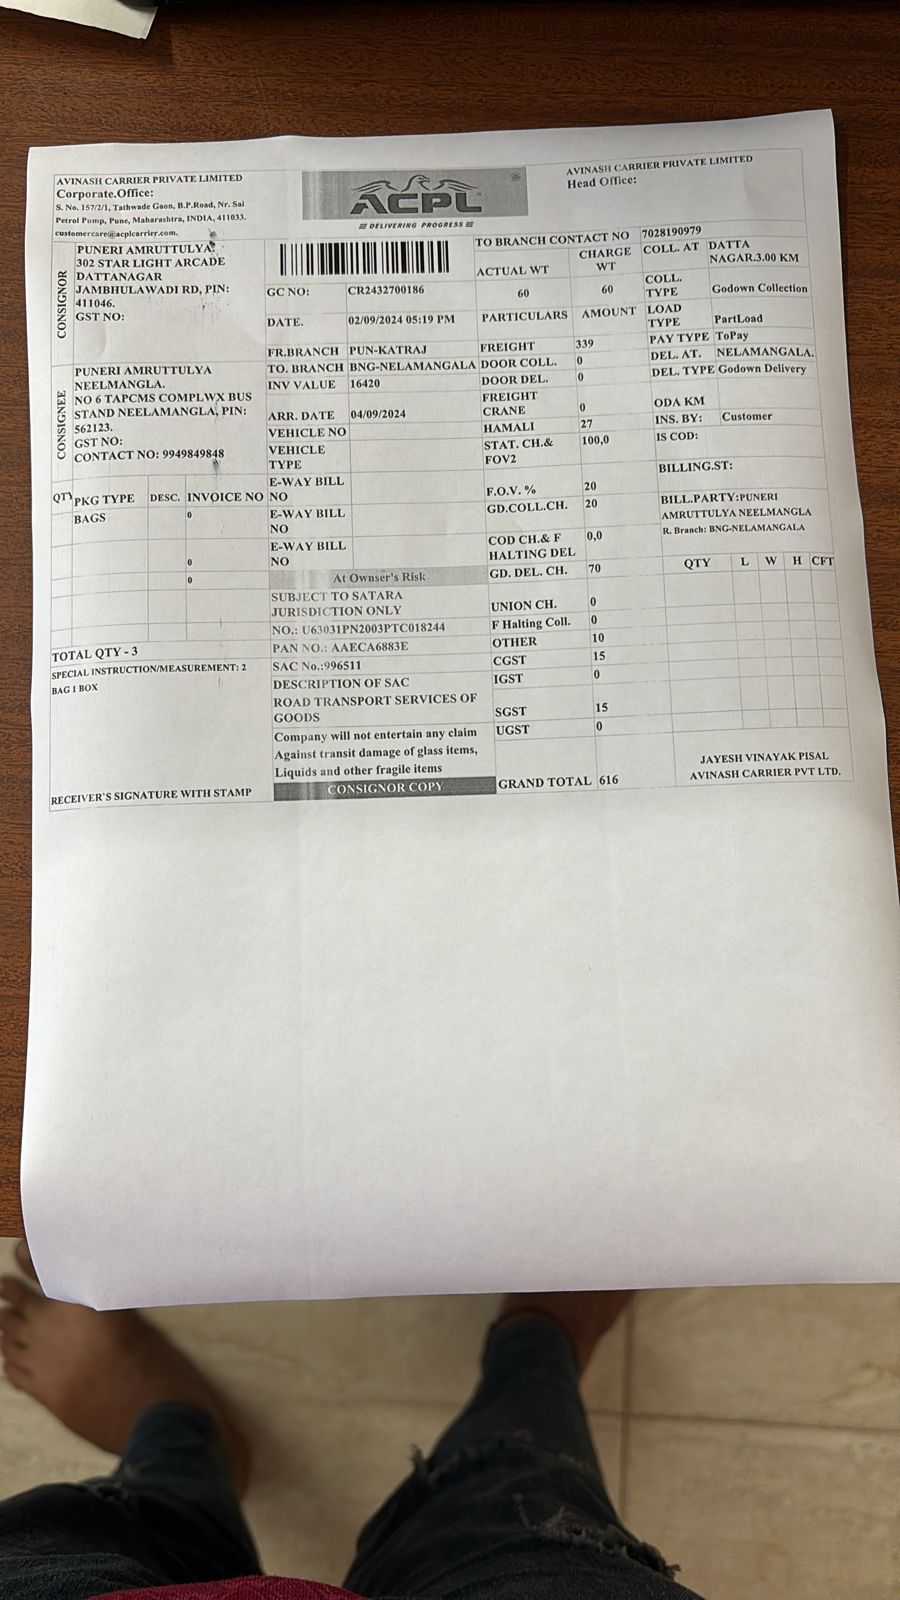 AVINASH CARRIER PRIVATE LIMITED
Corporate.Office:
S. No. 157/2/1, Tathwade Gaon, B.P.Road, Nr. Sai
Petrol Pump, Pune, Maharashtra, INDIA, 411033.
customercare@acplcarrier.com.
ACPL
DELIVERING PROGRESS
AVINASH CARRIER PRIVATE LIMITED
Head Office:
CONSIGNOR
PUNERI AMRUTTULYA
302 STAR LIGHT ARCADE
DATTANAGAR
JAMBHULAWADI RD, PIN:
411046.
GST NO:
CONSIGNEE
PUNERI AMRUTTULYA
NEELMANGLA.
NO 6 TAPCMS COMPLWX BUS
STAND NEELAMANGLA, PIN:
562123.
GST NO:
CONTACT NO: 9949849848
QTY PKG TYPE DESC. INVOICE NO
BAGS 0
0
0
TOTAL QTY - 3
SPECIAL INSTRUCTION/MEASUREMENT: 2
BAG 1 BOX
RECEIVER'S SIGNATURE WITH STAMP
GC NO: CR2432700186
DATE. 02/09/2024 05:19 PM
FR.BRANCH PUN-KATRAJ
TO. BRANCH BNG-NELAMANGALA
INV VALUE 16420
ARR. DATE 04/09/2024
VEHICLE NO
VEHICLE
TYPE
E-WAY BILL
NO
E-WAY BILL
NO
E-WAY BILL
NO
At Ownser's Risk
SUBJECT TO SATARA
JURISDICTION ONLY
NO.: U63031PN2003PTC018244
PAN NO.: AAECA6883E
SAC No.:996511
DESCRIPTION OF SAC
ROAD TRANSPORT SERVICES OF
GOODS
Company will not entertain any claim
Against transit damage of glass items,
Liquids and other fragile items
CONSIGNOR COPY
TO BRANCH CONTACT NO 7028190979
ACTUAL WT CHARGE
WT
60 60
PARTICULARS AMOUNT
FREIGHT 339
DOOR COLL. 0
DOOR DEL. 0
FREIGHT
CRANE 0
HAMALI 27
STAT. CH.& 100,0
FOV2
F.O.V. % 20
GD.COLL.CH. 20
COD CH.& F 0,0
HALTING DEL
GD. DEL. CH. 70
UNION CH. 0
F Halting Coll. 0
OTHER 10
CGST 15
IGST 0
SGST 15
UGST 0
GRAND TOTAL 616
COLL. AT DATTA
NAGAR.3.00 KM
COLL.
TYPE Godown Collection
LOAD
TYPE PartLoad
PAY TYPE ToPay
DEL. AT. NELAMANGALA.
DEL. TYPE Godown Delivery
ODA KM
INS. BY: Customer
IS COD:
BILLING.ST:
BILL.PARTY:PUNERI
AMRUTTULYA NEELMANGLA
R. Branch: BNG-NELAMANGALA
QTY L W H CFT
JAYESH VINAYAK PISAL
AVINASH CARRIER PVT LTD.